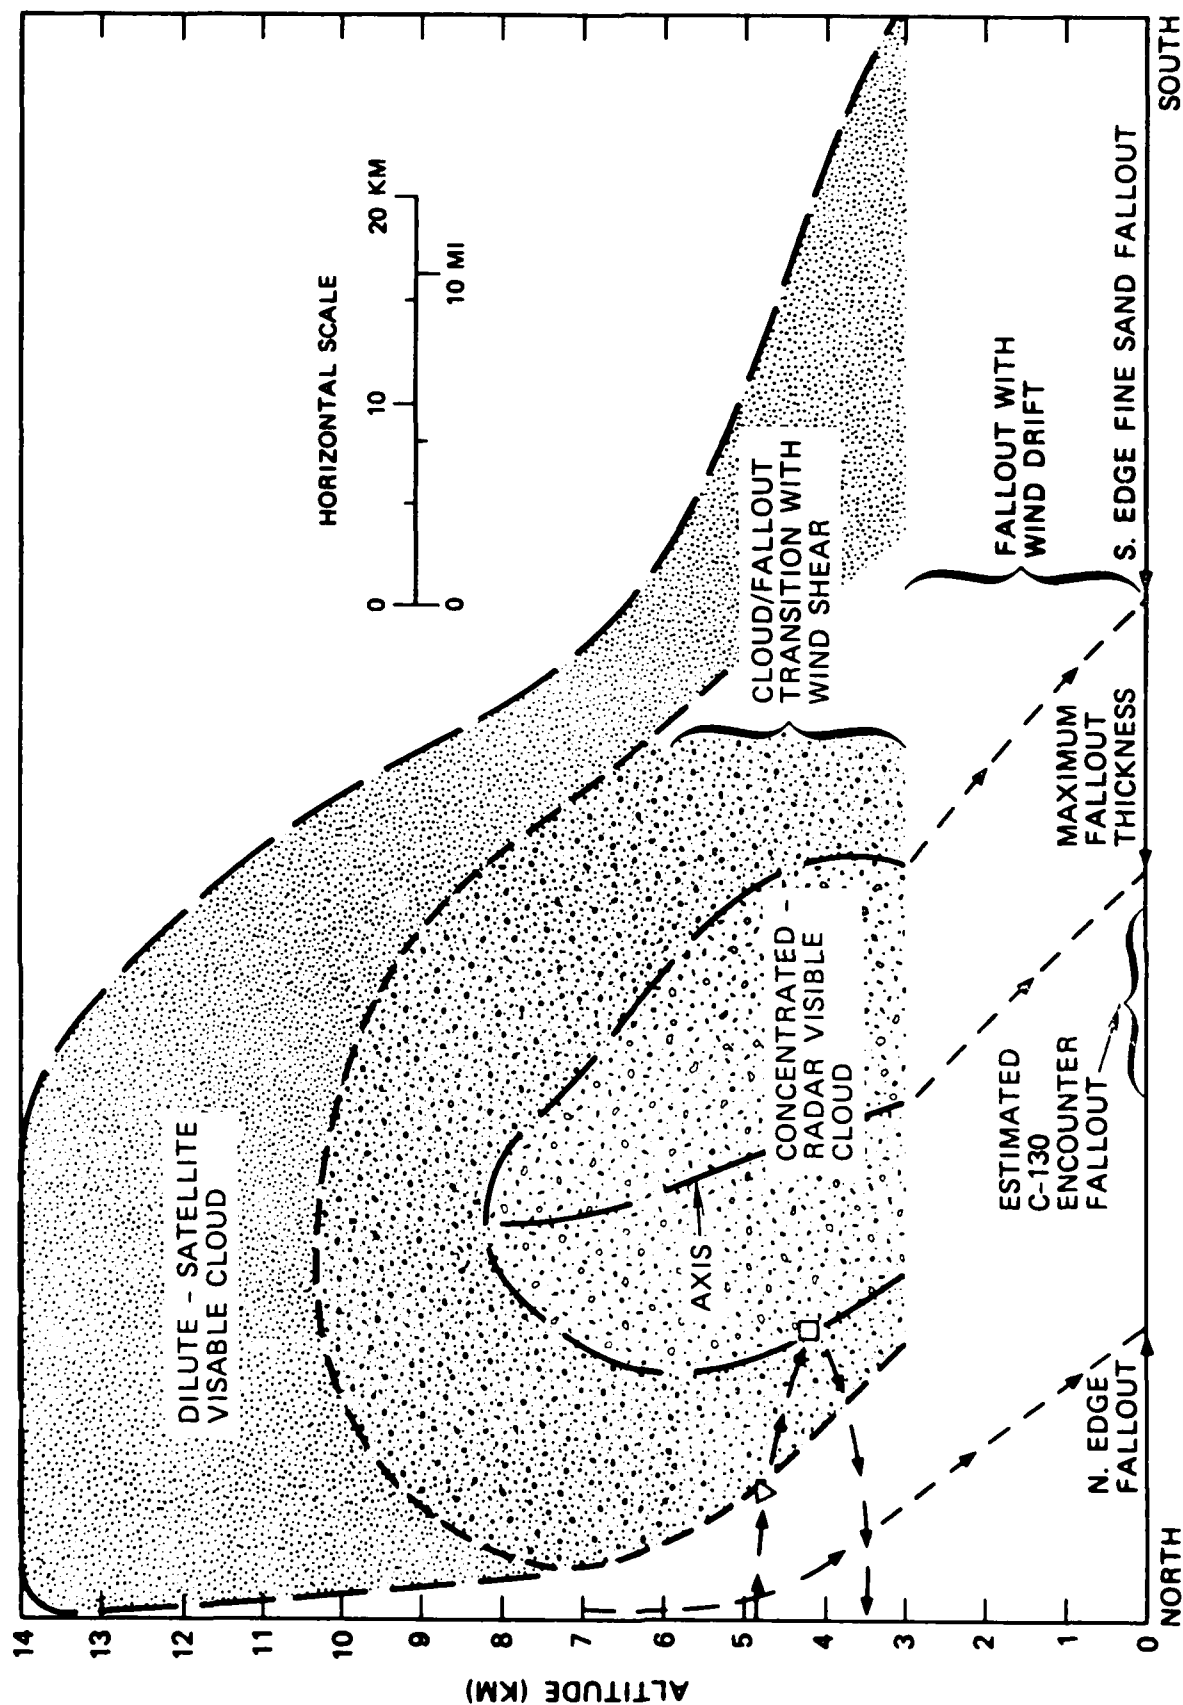 HORIZONTAL SCALE
0
10
20 KM
0
10 MI
DILUTE - SATELLITE
VISABLE CLOUD
CLOUD/FALLOUT
TRANSITION WITH
WIND SHEAR
CONCENTRATED -
RADAR VISIBLE
CLOUD
AXIS
FALLOUT WITH
WIND DRIFT
ESTIMATED
C-130
ENCOUNTER
FALLOUT
MAXIMUM
FALLOUT
THICKNESS
N. EDGE
FALLOUT
S. EDGE FINE SAND FALLOUT
ALTITUDE (KM)
14
13
12
11
10
9
8
7
6
5
4
3
2
1
0
NORTH
SOUTH